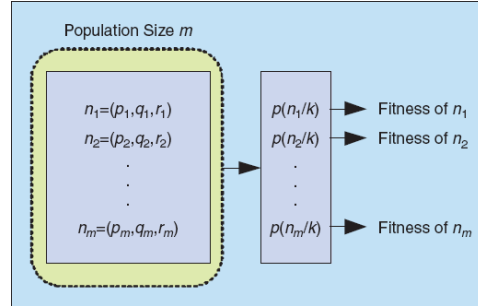 Population Size m
n₁=(p₁,q₁,r₁) p(n₁/k) Fitness of n₁
n₂=(p₂,q₂,r₂) p(n₂/k) Fitness of n₂
. .
. .
. .
nₘ=(pₘ,qₘ,rₘ) p(nₘ/k) Fitness of nₘ